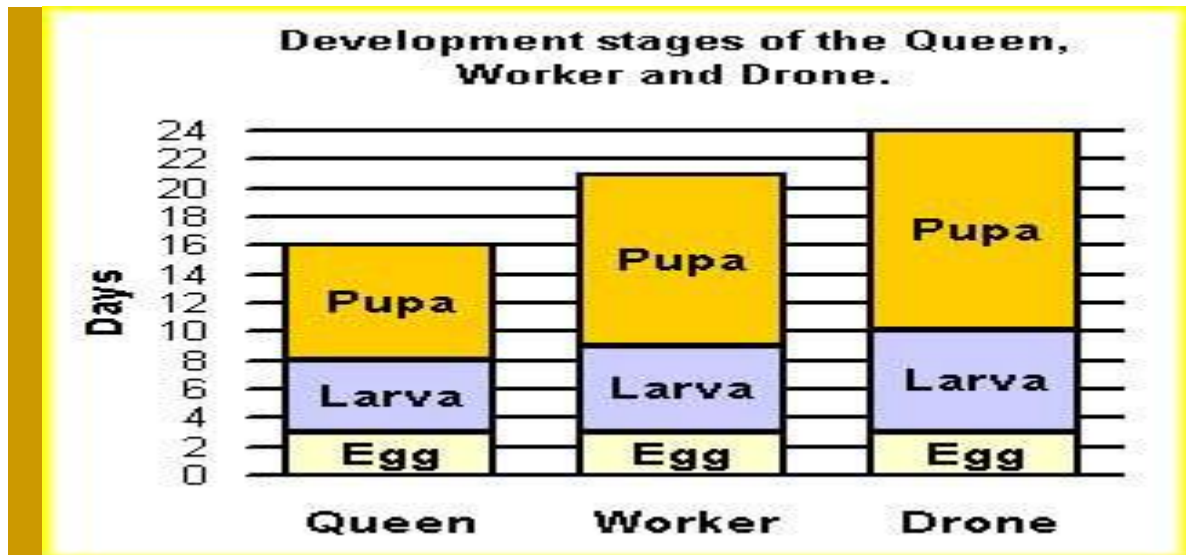 Development stages of the Queen,
Worker and Drone.
24
22
20
18
16
14
12
10
8
6
4
2
0
Days
Pupa
Larva
Egg
Pupa
Larva
Egg
Pupa
Larva
Egg
Queen Worker Drone